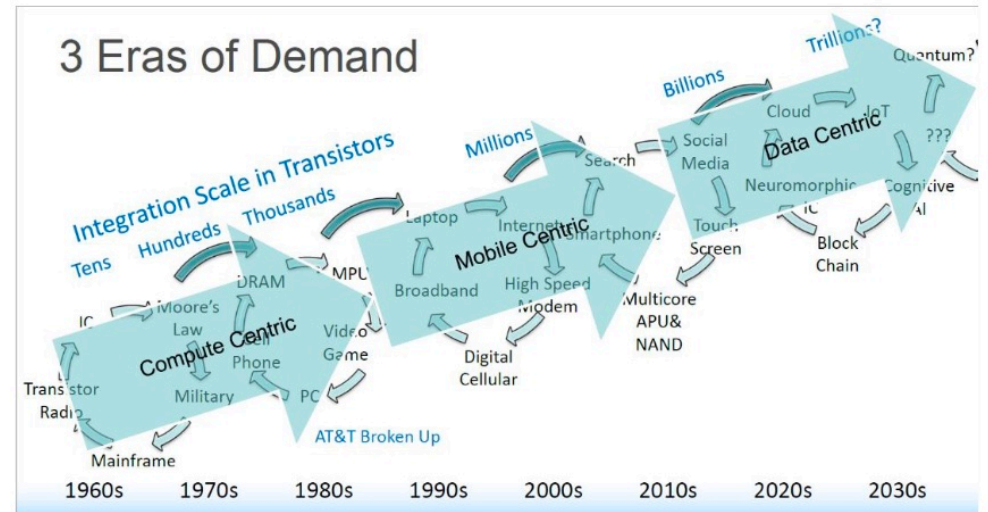 3 Eras of Demand
Integration Scale in Transistors
Tens
Hundreds
Thousands
Millions
Billions
Trillions?
Compute Centric
Mobile Centric
Data Centric
IC
Moore's
Law
DRAM
MPU
Transistor
Radio
Mainframe
Military
Cell
Phone
Video
Game
PC
AT&T Broken Up
Laptop
Broadband
Internet
High Speed
Modem
Digital
Cellular
Search
Smartphone
Multicore
APU&
NAND
Social
Media
Touch
Screen
Cloud
Neuromorphic
IC
Block
Chain
IoT
Cognitive
AI
???
Quantum?
1960s
1970s
1980s
1990s
2000s
2010s
2020s
2030s